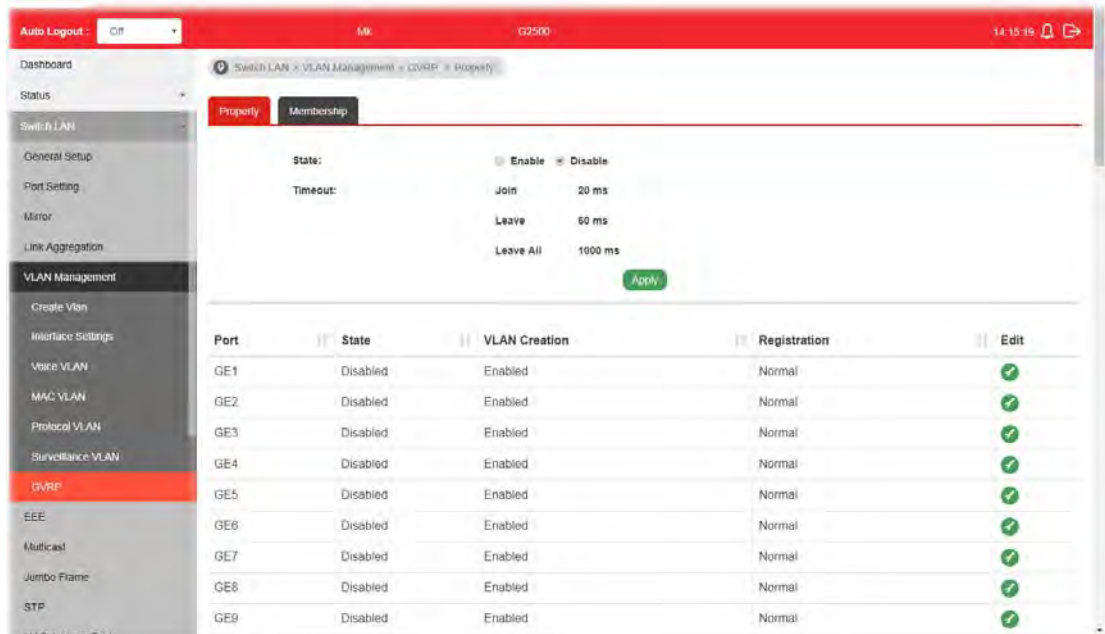 Auto Logout : Off MK G2500 14:15:19
Dashboard
Switch LAN » VLAN Management » GVRP » Property
Status
Property Membership
Switch LAN
General Setup
State: Enable Disable
Port Setting
Timeout: Join 20 ms
Mirror
Leave 60 ms
Link Aggregation
Leave All 1000 ms
VLAN Management
Apply
Create Vlan
Interface Settings
Port State VLAN Creation Registration Edit
Voice VLAN
GE1 Disabled Enabled Normal
MAC VLAN
GE2 Disabled Enabled Normal
Protocol VLAN
GE3 Disabled Enabled Normal
Surveillance VLAN
GE4 Disabled Enabled Normal
GVRP
GE5 Disabled Enabled Normal
EEE
GE6 Disabled Enabled Normal
Multicast
GE7 Disabled Enabled Normal
Jumbo Frame
GE8 Disabled Enabled Normal
STP
GE9 Disabled Enabled Normal